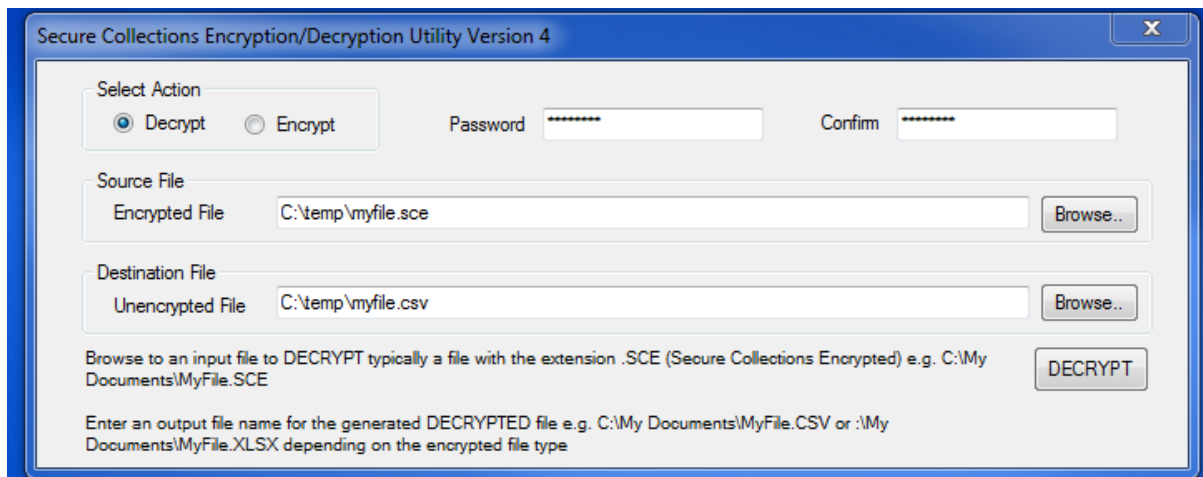 Secure Collections Encryption/Decryption Utility Version 4
X
Select Action
Decrypt Encrypt Password ******** Confirm ********
Source File
Encrypted File C:\temp\myfile.sce Browse..
Destination File
Unencrypted File C:\temp\myfile.csv Browse..
Browse to an input file to DECRYPT typically a file with the extension .SCE (Secure Collections Encrypted) e.g. C:\My
Documents\MyFile.SCE
DECRYPT
Enter an output file name for the generated DECRYPTED file e.g. C:\My Documents\MyFile.CSV or :\My
Documents\MyFile.XLSX depending on the encrypted file type